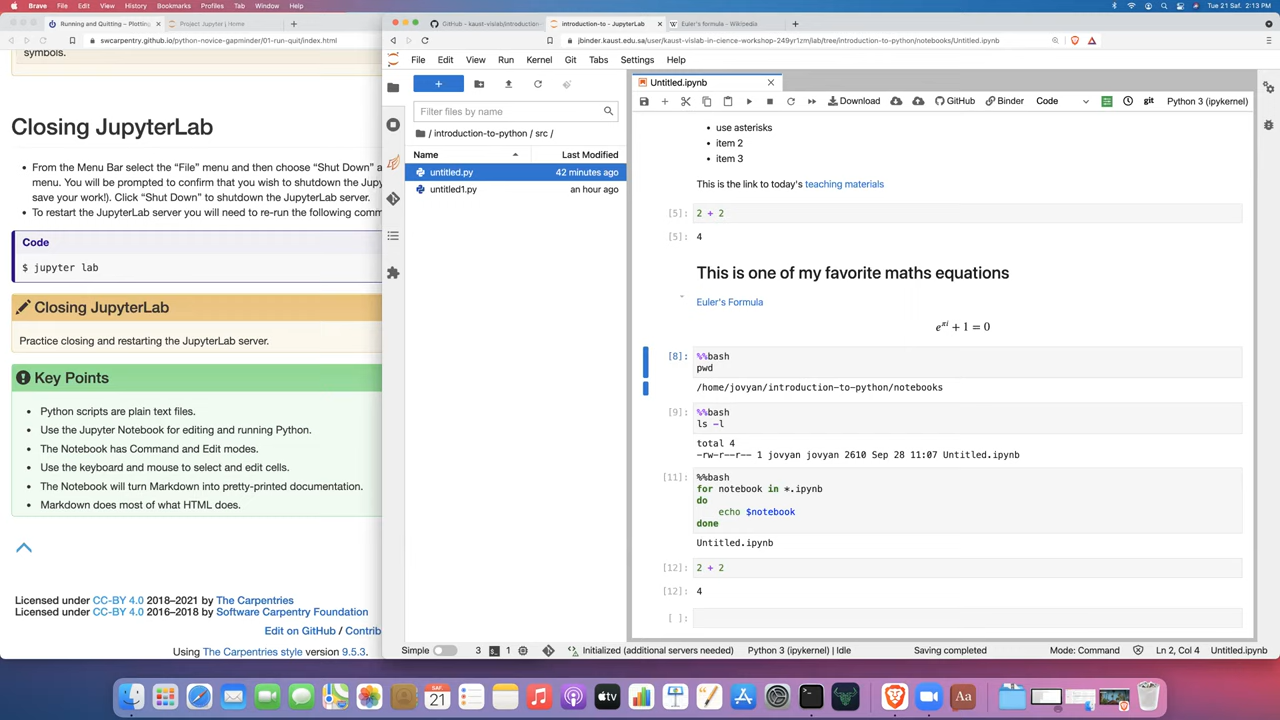 Brave File Edit View History Bookmarks Profiles Tab Window Help
Tue 21 Saf. 2:13 PM
Running and Quitting – Plotting
Project Jupyter | Home
swcarpentry.github.io/python-novice-gapminder/01-run-quit/index.html
symbols.
Closing JupyterLab
From the Menu Bar select the “File” menu and then choose “Shut Down”
menu. You will be prompted to confirm that you wish to shutdown the
save your work!). Click “Shut Down” to shutdown the JupyterLab server.
To restart the JupyterLab server you will need to re-run the following
Code
$ jupyter lab
Closing JupyterLab
Practice closing and restarting the JupyterLab server.
Key Points
Python scripts are plain text files.
Use the Jupyter Notebook for editing and running Python.
The Notebook has Command and Edit modes.
Use the keyboard and mouse to select and edit cells.
The Notebook will turn Markdown into pretty-printed documentation.
Markdown does most of what HTML does.
Licensed under CC-BY 4.0 2018–2021 by The Carpentries
Licensed under CC-BY 4.0 2016–2018 by Software Carpentry Foundation
Edit on GitHub / Contrib
Using The Carpentries style version 9.5.3.
GitHub - kaust-vislab/introduction
introduction-to - JupyterLab
Euler's formula - Wikipedia
jbinder.kaust.edu.sa/user/kaust-vislab-in-cience-workshop-249yr1zm/lab/tree/introduction-to-python/notebooks/Untitled.ipynb
File Edit View Run Kernel Git Tabs Settings Help
Filter files by name
/ introduction-to-python / src /
Name Last Modified
untitled.py 42 minutes ago
untitled1.py an hour ago
Untitled.ipynb
Download GitHub Binder Code git Python 3 (ipykernel)
use asterisks
item 2
item 3
This is the link to today's teaching materials
[5]: 2 + 2
[5]: 4
This is one of my favorite maths equations
Euler's Formula
e^{πi} + 1 = 0
[8]: %%bash
pwd
/home/jovyan/introduction-to-python/notebooks
[9]: %%bash
ls -l
total 4
-rw-r--r-- 1 jovyan jovyan 2610 Sep 28 11:07 Untitled.ipynb
[11]: %%bash
for notebook in *.ipynb
do
echo $notebook
done
Untitled.ipynb
[12]: 2 + 2
[12]: 4
[ ]:
Simple 3 1 Initialized (additional servers needed) Python 3 (ipykernel) | Idle Saving completed Mode: Command Ln 2, Col 4 Untitled.ipynb
21
tv
Aa